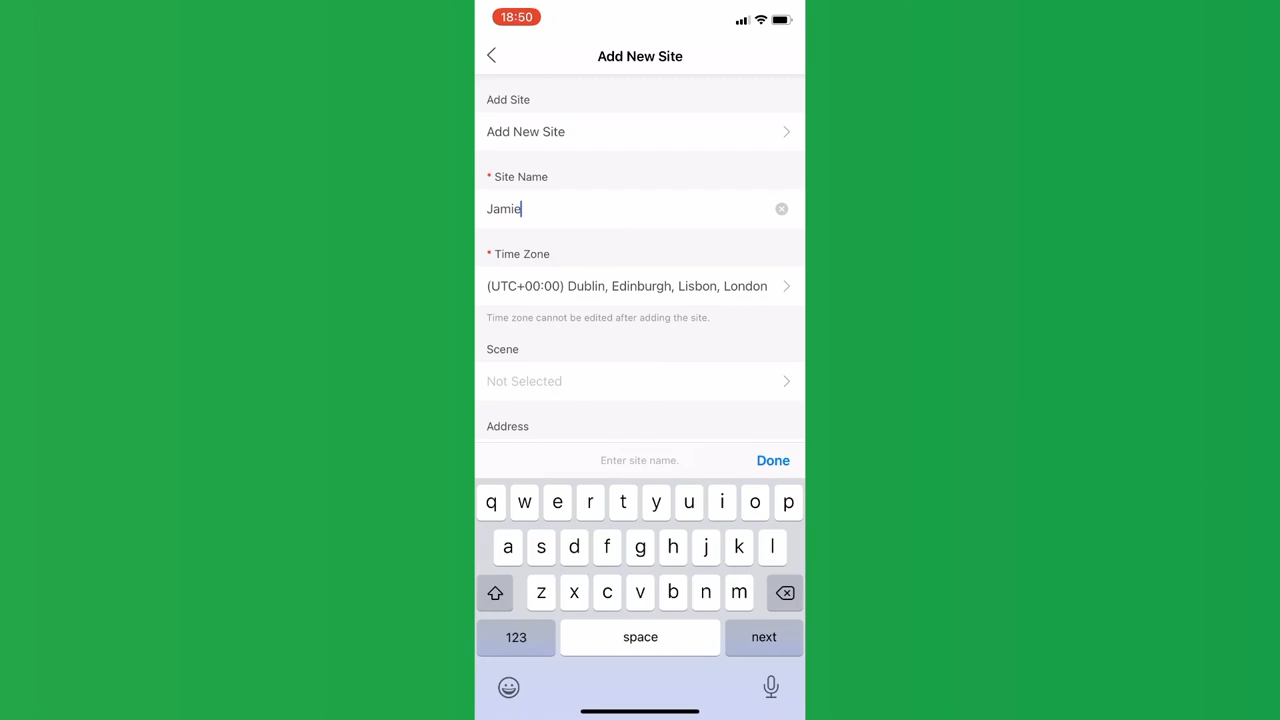 18:50
Add New Site
Add Site
Add New Site
* Site Name
Jamie
* Time Zone
(UTC+00:00) Dublin, Edinburgh, Lisbon, London
Time zone cannot be edited after adding the site.
Scene
Not Selected
Address
Enter site name.
Done
q w e r t y u i o p
a s d f g h j k l
z x c v b n m
123 space next